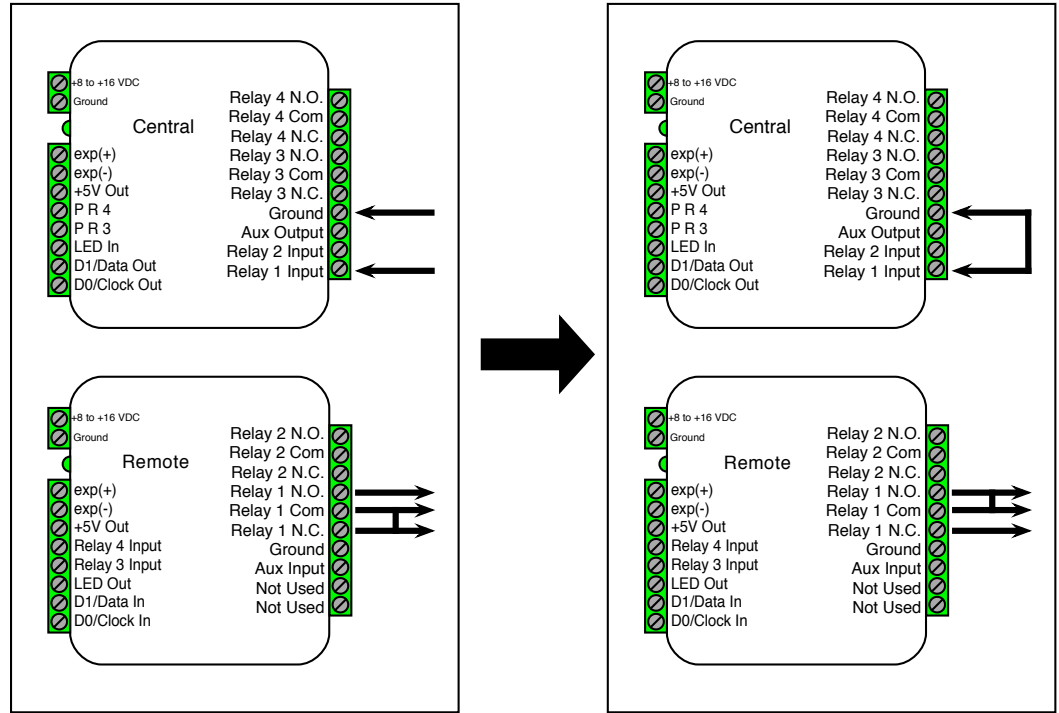 +8 to +16 VDC
Ground
Central
exp(+)
exp(-)
+5V Out
P R 4
P R 3
LED In
D1/Data Out
D0/Clock Out
Relay 4 N.O.
Relay 4 Com
Relay 4 N.C.
Relay 3 N.O.
Relay 3 Com
Relay 3 N.C.
Ground
Aux Output
Relay 2 Input
Relay 1 Input
+8 to +16 VDC
Ground
Remote
exp(+)
exp(-)
+5V Out
Relay 4 Input
Relay 3 Input
LED Out
D1/Data In
D0/Clock In
Relay 2 N.O.
Relay 2 Com
Relay 2 N.C.
Relay 1 N.O.
Relay 1 Com
Relay 1 N.C.
Ground
Aux Input
Not Used
Not Used
+8 to +16 VDC
Ground
Central
exp(+)
exp(-)
+5V Out
P R 4
P R 3
LED In
D1/Data Out
D0/Clock Out
Relay 4 N.O.
Relay 4 Com
Relay 4 N.C.
Relay 3 N.O.
Relay 3 Com
Relay 3 N.C.
Ground
Aux Output
Relay 2 Input
Relay 1 Input
+8 to +16 VDC
Ground
Remote
exp(+)
exp(-)
+5V Out
Relay 4 Input
Relay 3 Input
LED Out
D1/Data In
D0/Clock In
Relay 2 N.O.
Relay 2 Com
Relay 2 N.C.
Relay 1 N.O.
Relay 1 Com
Relay 1 N.C.
Ground
Aux Input
Not Used
Not Used